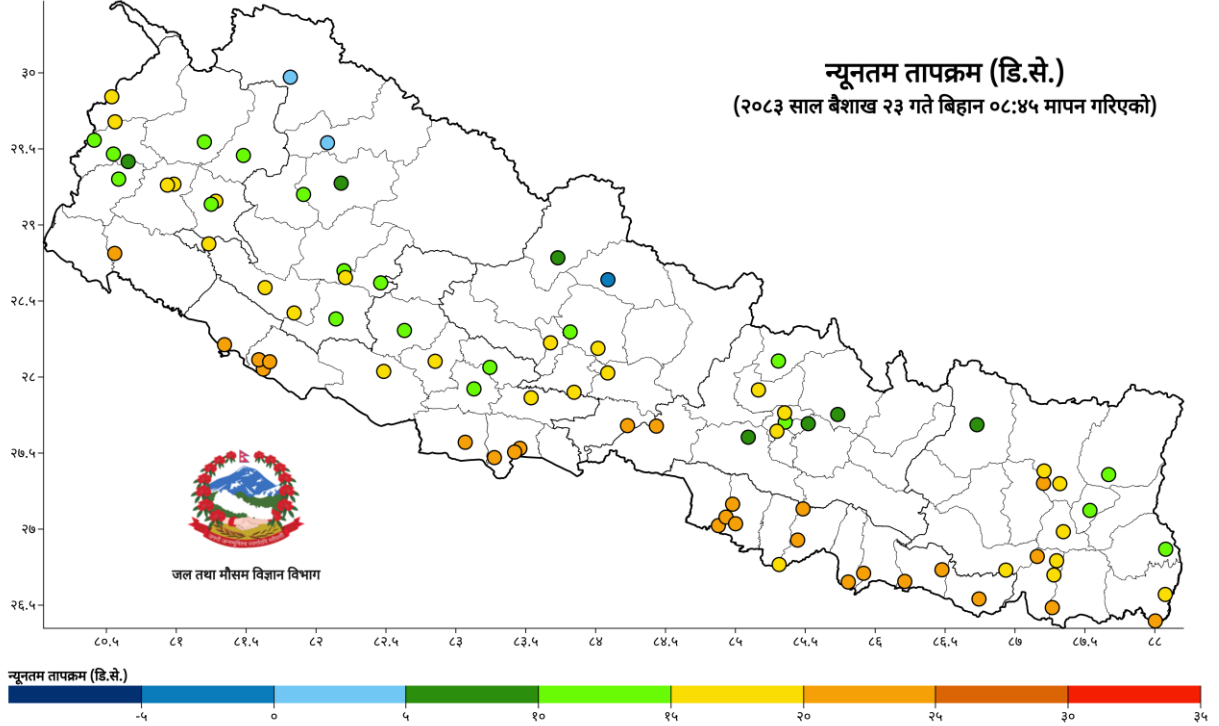 न्यूनतम तापक्रम (डि.से.)
(२०८३ साल बैशाख २३ गते बिहान ०८:४५ मापन गरिएको)
३०
२९.५
२९
२८.५
२८
२७.५
२७
२६.५
जल तथा मौसम विज्ञान विभाग
८०.५ ८१ ८१.५ ८२ ८२.५ ८३ ८३.५ ८४ ८४.५ ८५ ८५.५ ८६ ८६.५ ८७ ८७.५ ८८
न्यूनतम तापक्रम (डि.से.)
-५ ० ५ १० १५ २० २५ ३० ३५